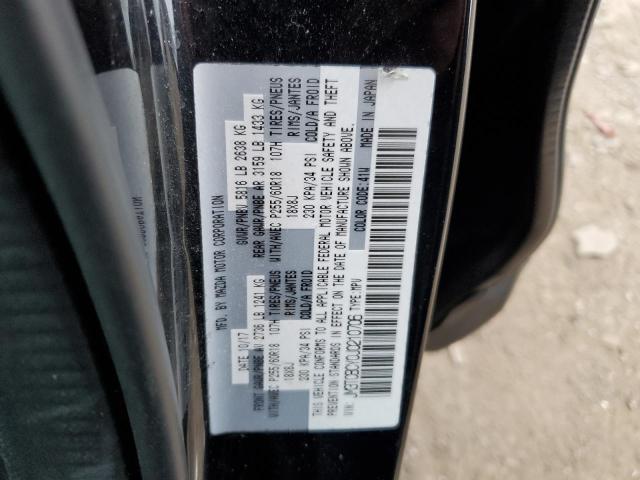 MFD. BY MAZDA MOTOR CORPORATION
DATE 10/17 GVWR/PNBE 5816 LB 2638 KG
FRONT GAWR/PNBE AV 2736 LB 1241 KG REAR GAWR/PNBE AR 3159 LB 1433 KG
WITH/AVEC P255/60R18 107H TIRES/PNEUS WITH/AVEC P255/60R18 107H TIRES/PNEUS
18X8J RIMS/JANTES 18X8J RIMS/JANTES
230 KPA/34 PSI COLD/A FROID 230 KPA/34 PSI COLD/A FROID
THIS VEHICLE CONFORMS TO ALL APPLICABLE FEDERAL MOTOR VEHICLE SAFETY AND THEFT
PREVENTION STANDARDS IN EFFECT ON THE DATE OF MANUFACTURE SHOWN ABOVE.
VIN: TYPE:MPV COLOR CODE:41W MADE IN JAPAN